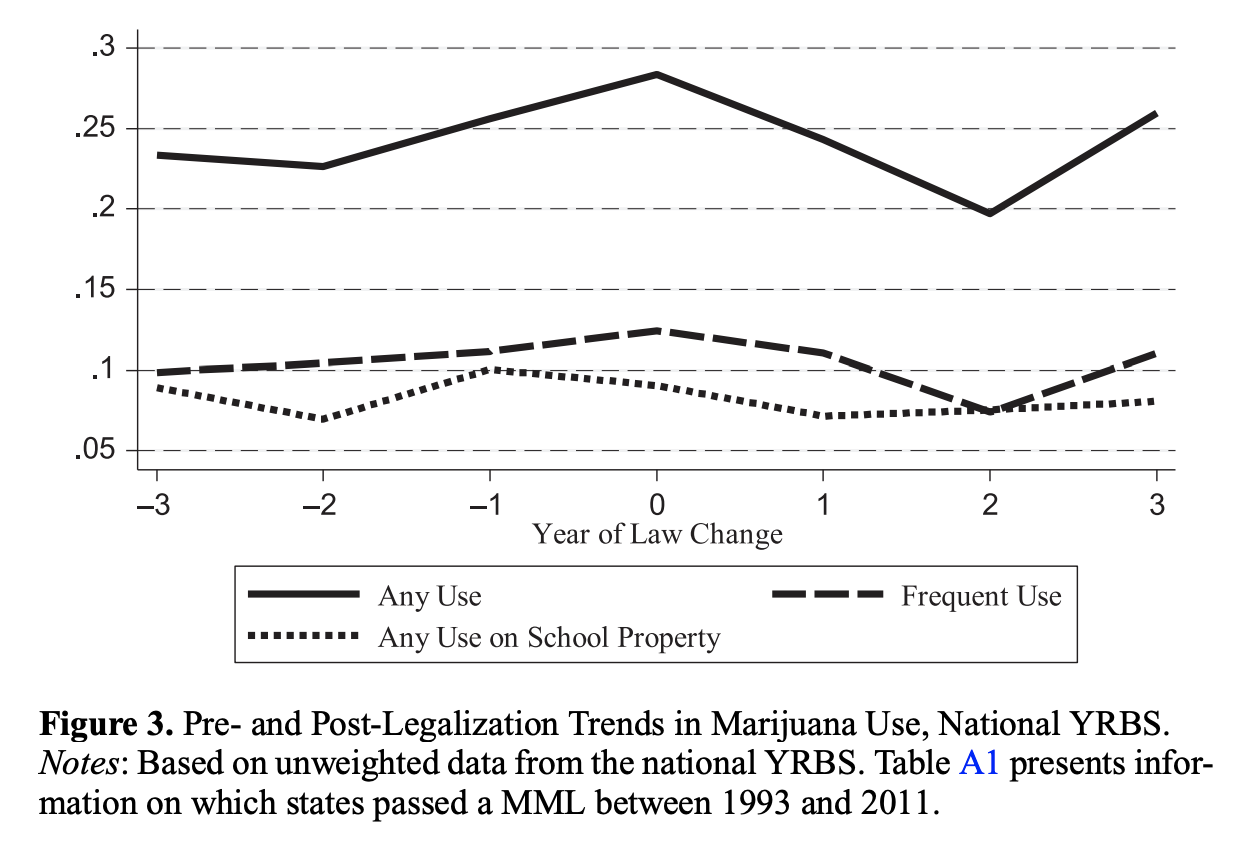 .3
.25
.2
.15
.1
.05
–3 –2 –1 0 1 2 3
Year of Law Change
Any Use Frequent Use
Any Use on School Property
Figure 3. Pre- and Post-Legalization Trends in Marijuana Use, National YRBS.
Notes: Based on unweighted data from the national YRBS. Table A1 presents infor-
mation on which states passed a MML between 1993 and 2011.